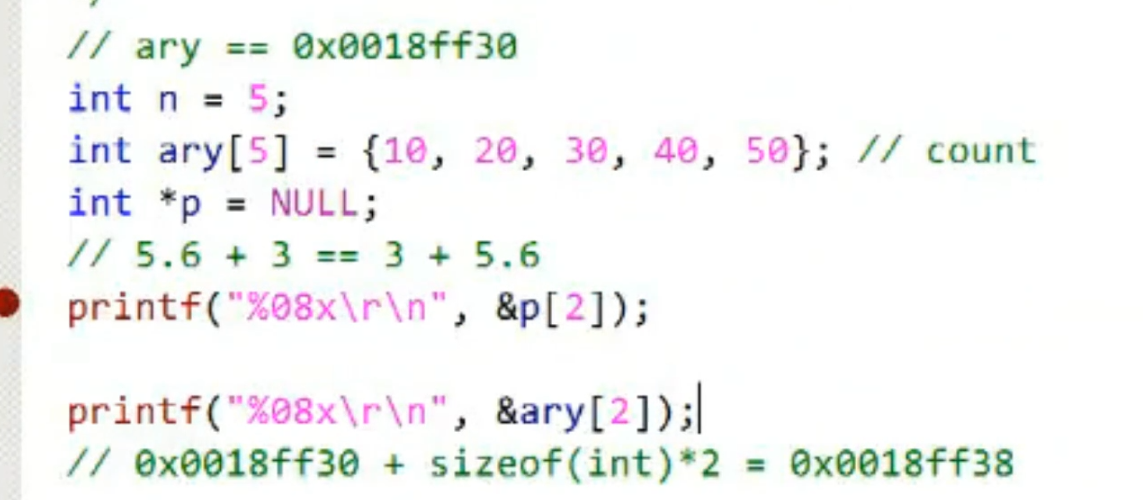 // ary == 0x0018ff30
int n = 5;
int ary[5] = {10, 20, 30, 40, 50}; // count
int *p = NULL;
// 5.6 + 3 == 3 + 5.6
printf("%08x\r\n", &p[2]);
printf("%08x\r\n", &ary[2]);
// 0x0018ff30 + sizeof(int)*2 = 0x0018ff38